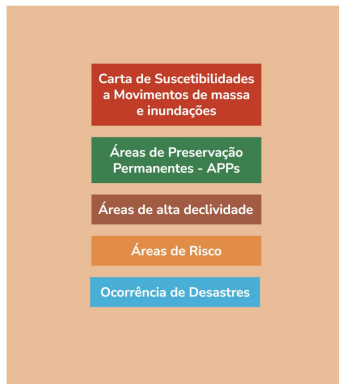 Carta de Suscetibilidades
a Movimentos de massa
e inundações
Áreas de Preservação
Permanentes - APPs
Áreas de alta declividade
Áreas de Risco
Ocorrência de Desastres